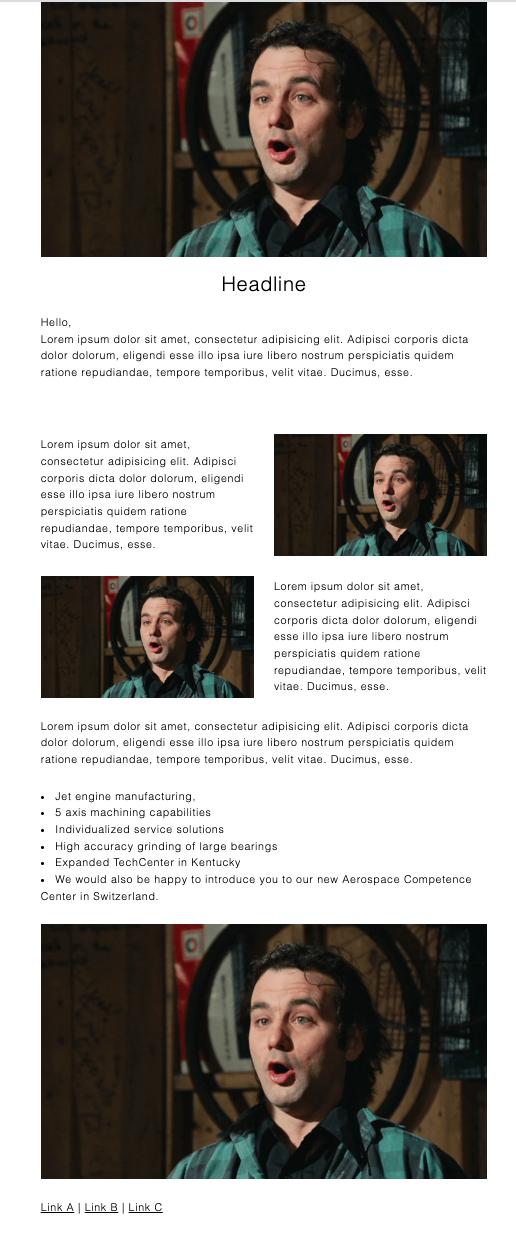 Headline
Hello,
Lorem ipsum dolor sit amet, consectetur adipisicing elit. Adipisci corporis dicta
dolor dolorum, eligendi esse illo ipsa iure libero nostrum perspiciatis quidem
ratione repudiandae, tempore temporibus, velit vitae. Ducimus, esse.
Lorem ipsum dolor sit amet,
consectetur adipisicing elit. Adipisci
corporis dicta dolor dolorum, eligendi
esse illo ipsa iure libero nostrum
perspiciatis quidem ratione
repudiandae, tempore temporibus, velit
vitae. Ducimus, esse.
Lorem ipsum dolor sit amet,
consectetur adipisicing elit. Adipisci
corporis dicta dolor dolorum, eligendi
esse illo ipsa iure libero nostrum
perspiciatis quidem ratione
repudiandae, tempore temporibus, velit
vitae. Ducimus, esse.
Lorem ipsum dolor sit amet, consectetur adipisicing elit. Adipisci corporis dicta
dolor dolorum, eligendi esse illo ipsa iure libero nostrum perspiciatis quidem
ratione repudiandae, tempore temporibus, velit vitae. Ducimus, esse.
• Jet engine manufacturing,
• 5 axis machining capabilities
• Individualized service solutions
• High accuracy grinding of large bearings
• Expanded TechCenter in Kentucky
• We would also be happy to introduce you to our new Aerospace Competence
Center in Switzerland.
Link A | Link B | Link C